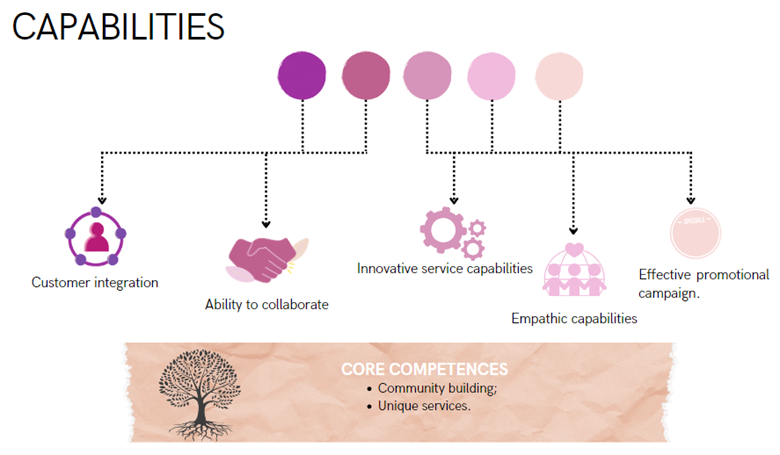 CAPABILITIES
Customer integration
Ability to collaborate
Innovative service capabilities
Empathic capabilities
Effective promotional
campaign.
CORE COMPETENCES
• Community building;
• Unique services.